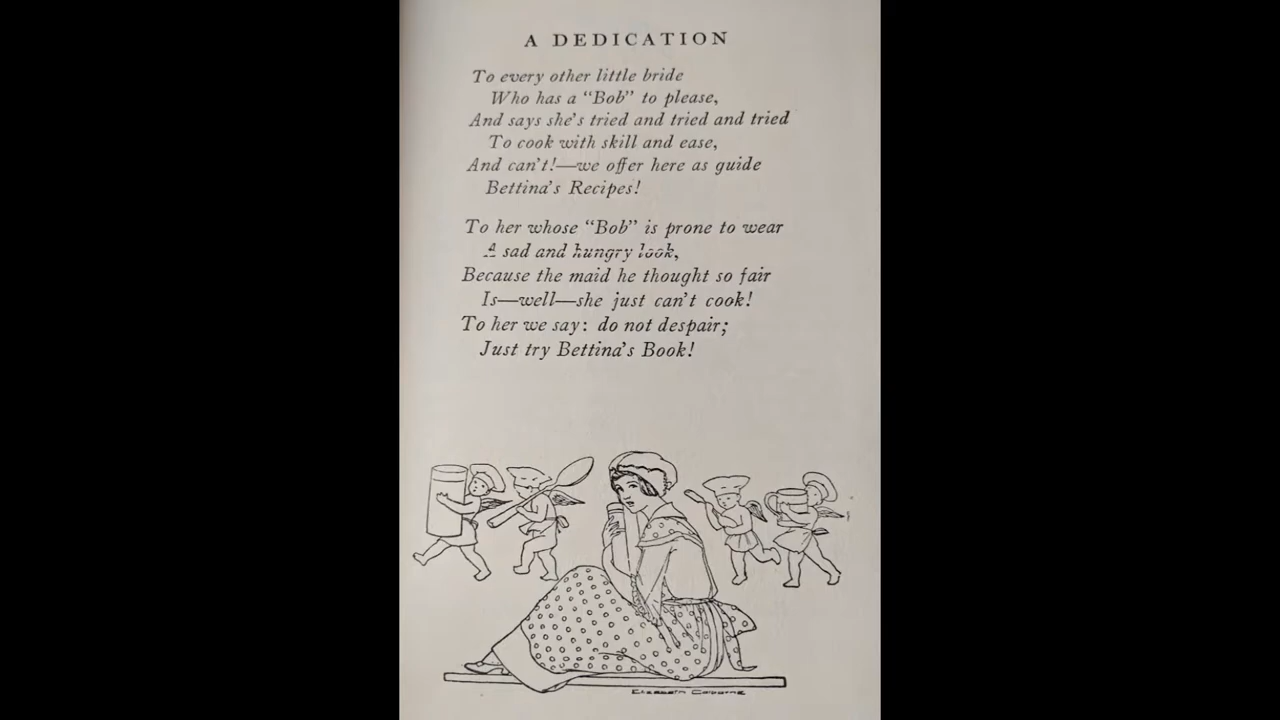 A DEDICATION
To every other little bride
Who has a “Bob” to please,
And says she’s tried and tried and tried
To cook with skill and ease,
And can’t!—we offer here as guide
Bettina’s Recipes!
To her whose “Bob” is prone to wear
A sad and hungry look,
Because the maid he thought so fair
Is—well—she just can’t cook!
To her we say: do not despair;
Just try Bettina’s Book!
Elizabeth Colborne